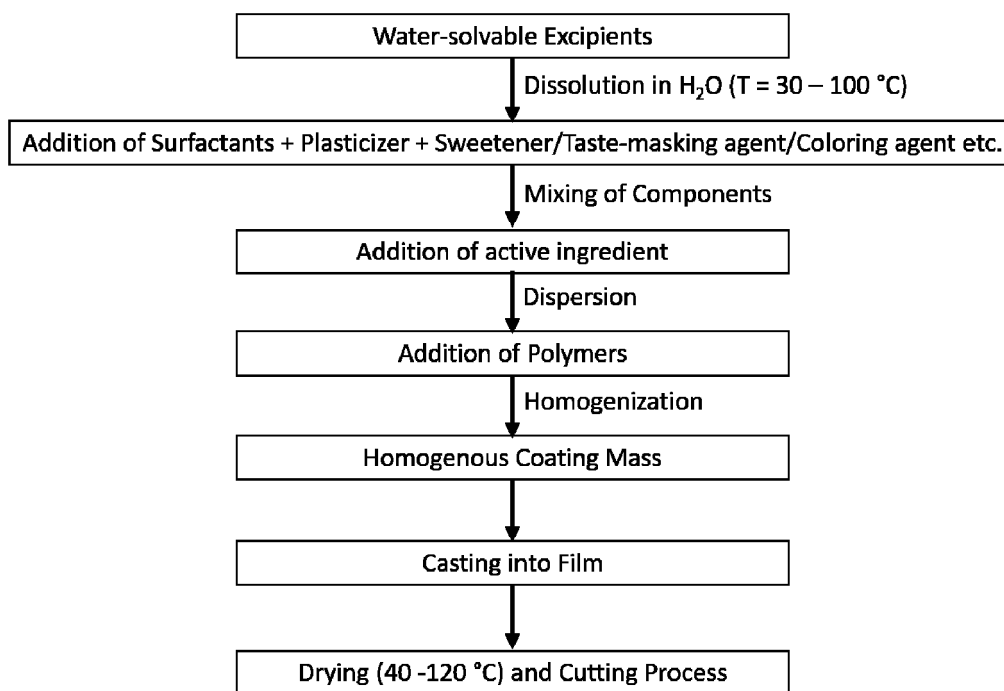 Water-solvable Excipients
Dissolution in H₂O (T = 30 – 100 °C)
Addition of Surfactants + Plasticizer + Sweetener/Taste-masking agent/Coloring agent etc.
Mixing of Components
Addition of active ingredient
Dispersion
Addition of Polymers
Homogenization
Homogenous Coating Mass
Casting into Film
Drying (40 -120 °C) and Cutting Process